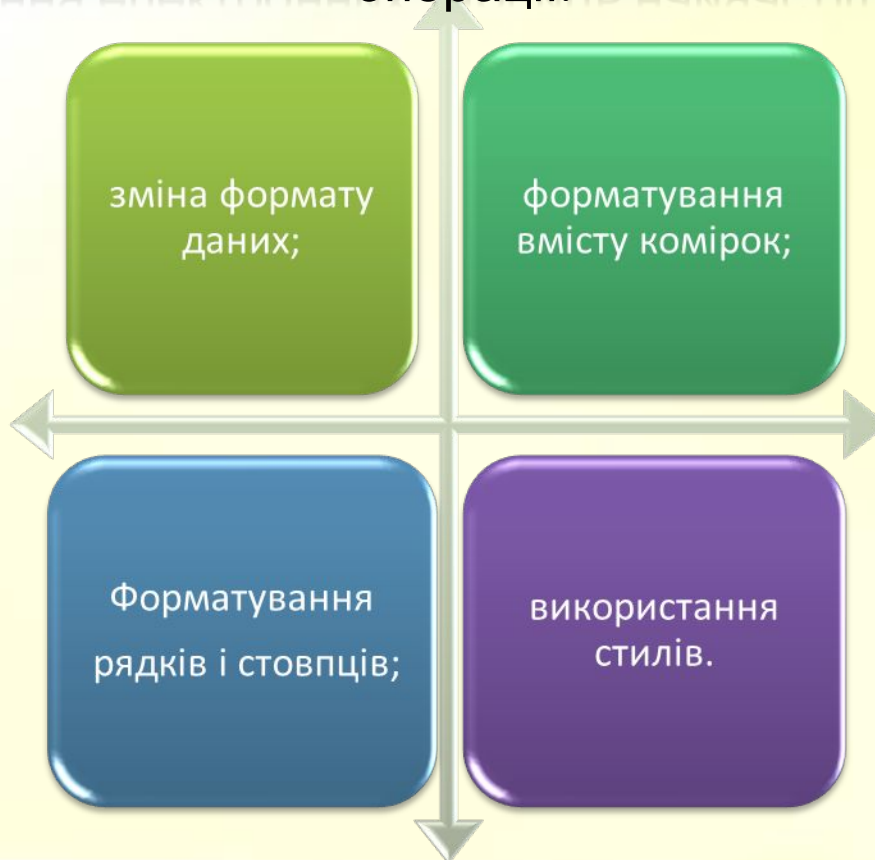 зміна формату
даних;
форматування
вмісту комірок;
Форматування
рядків і стовпців;
використання
стилів.